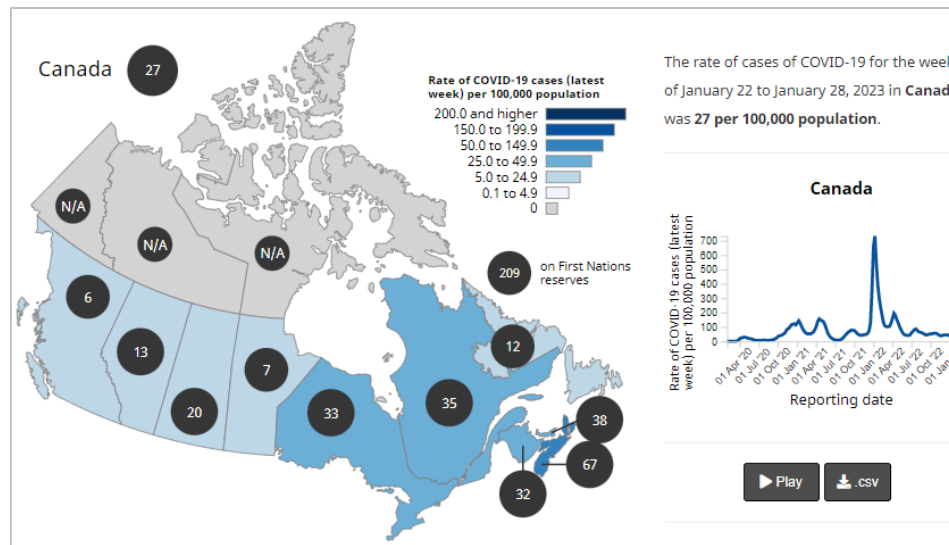 Canada 27
Rate of COVID-19 cases (latest
week) per 100,000 population
200.0 and higher
150.0 to 199.9
50.0 to 149.9
25.0 to 49.9
5.0 to 24.9
0.1 to 4.9
0
N/A
N/A
N/A
209
on First Nations
reserves
6
13
20
7
33
35
12
38
67
32
The rate of cases of COVID-19 for the week
of January 22 to January 28, 2023 in Canad
was 27 per 100,000 population.
Canada
Rate of COVID-19 cases (latest
week) per 100,000 population
700
600
500
400
300
200
100
0
01 Apr '20
01 Jul '20
01 Oct '20
01 Jan '21
01 Apr '21
01 Jul '21
01 Oct '21
01 Jan '22
01 Apr '22
01 Jul '22
01 Oct '22
01 Jan
Reporting date
Play
.csv